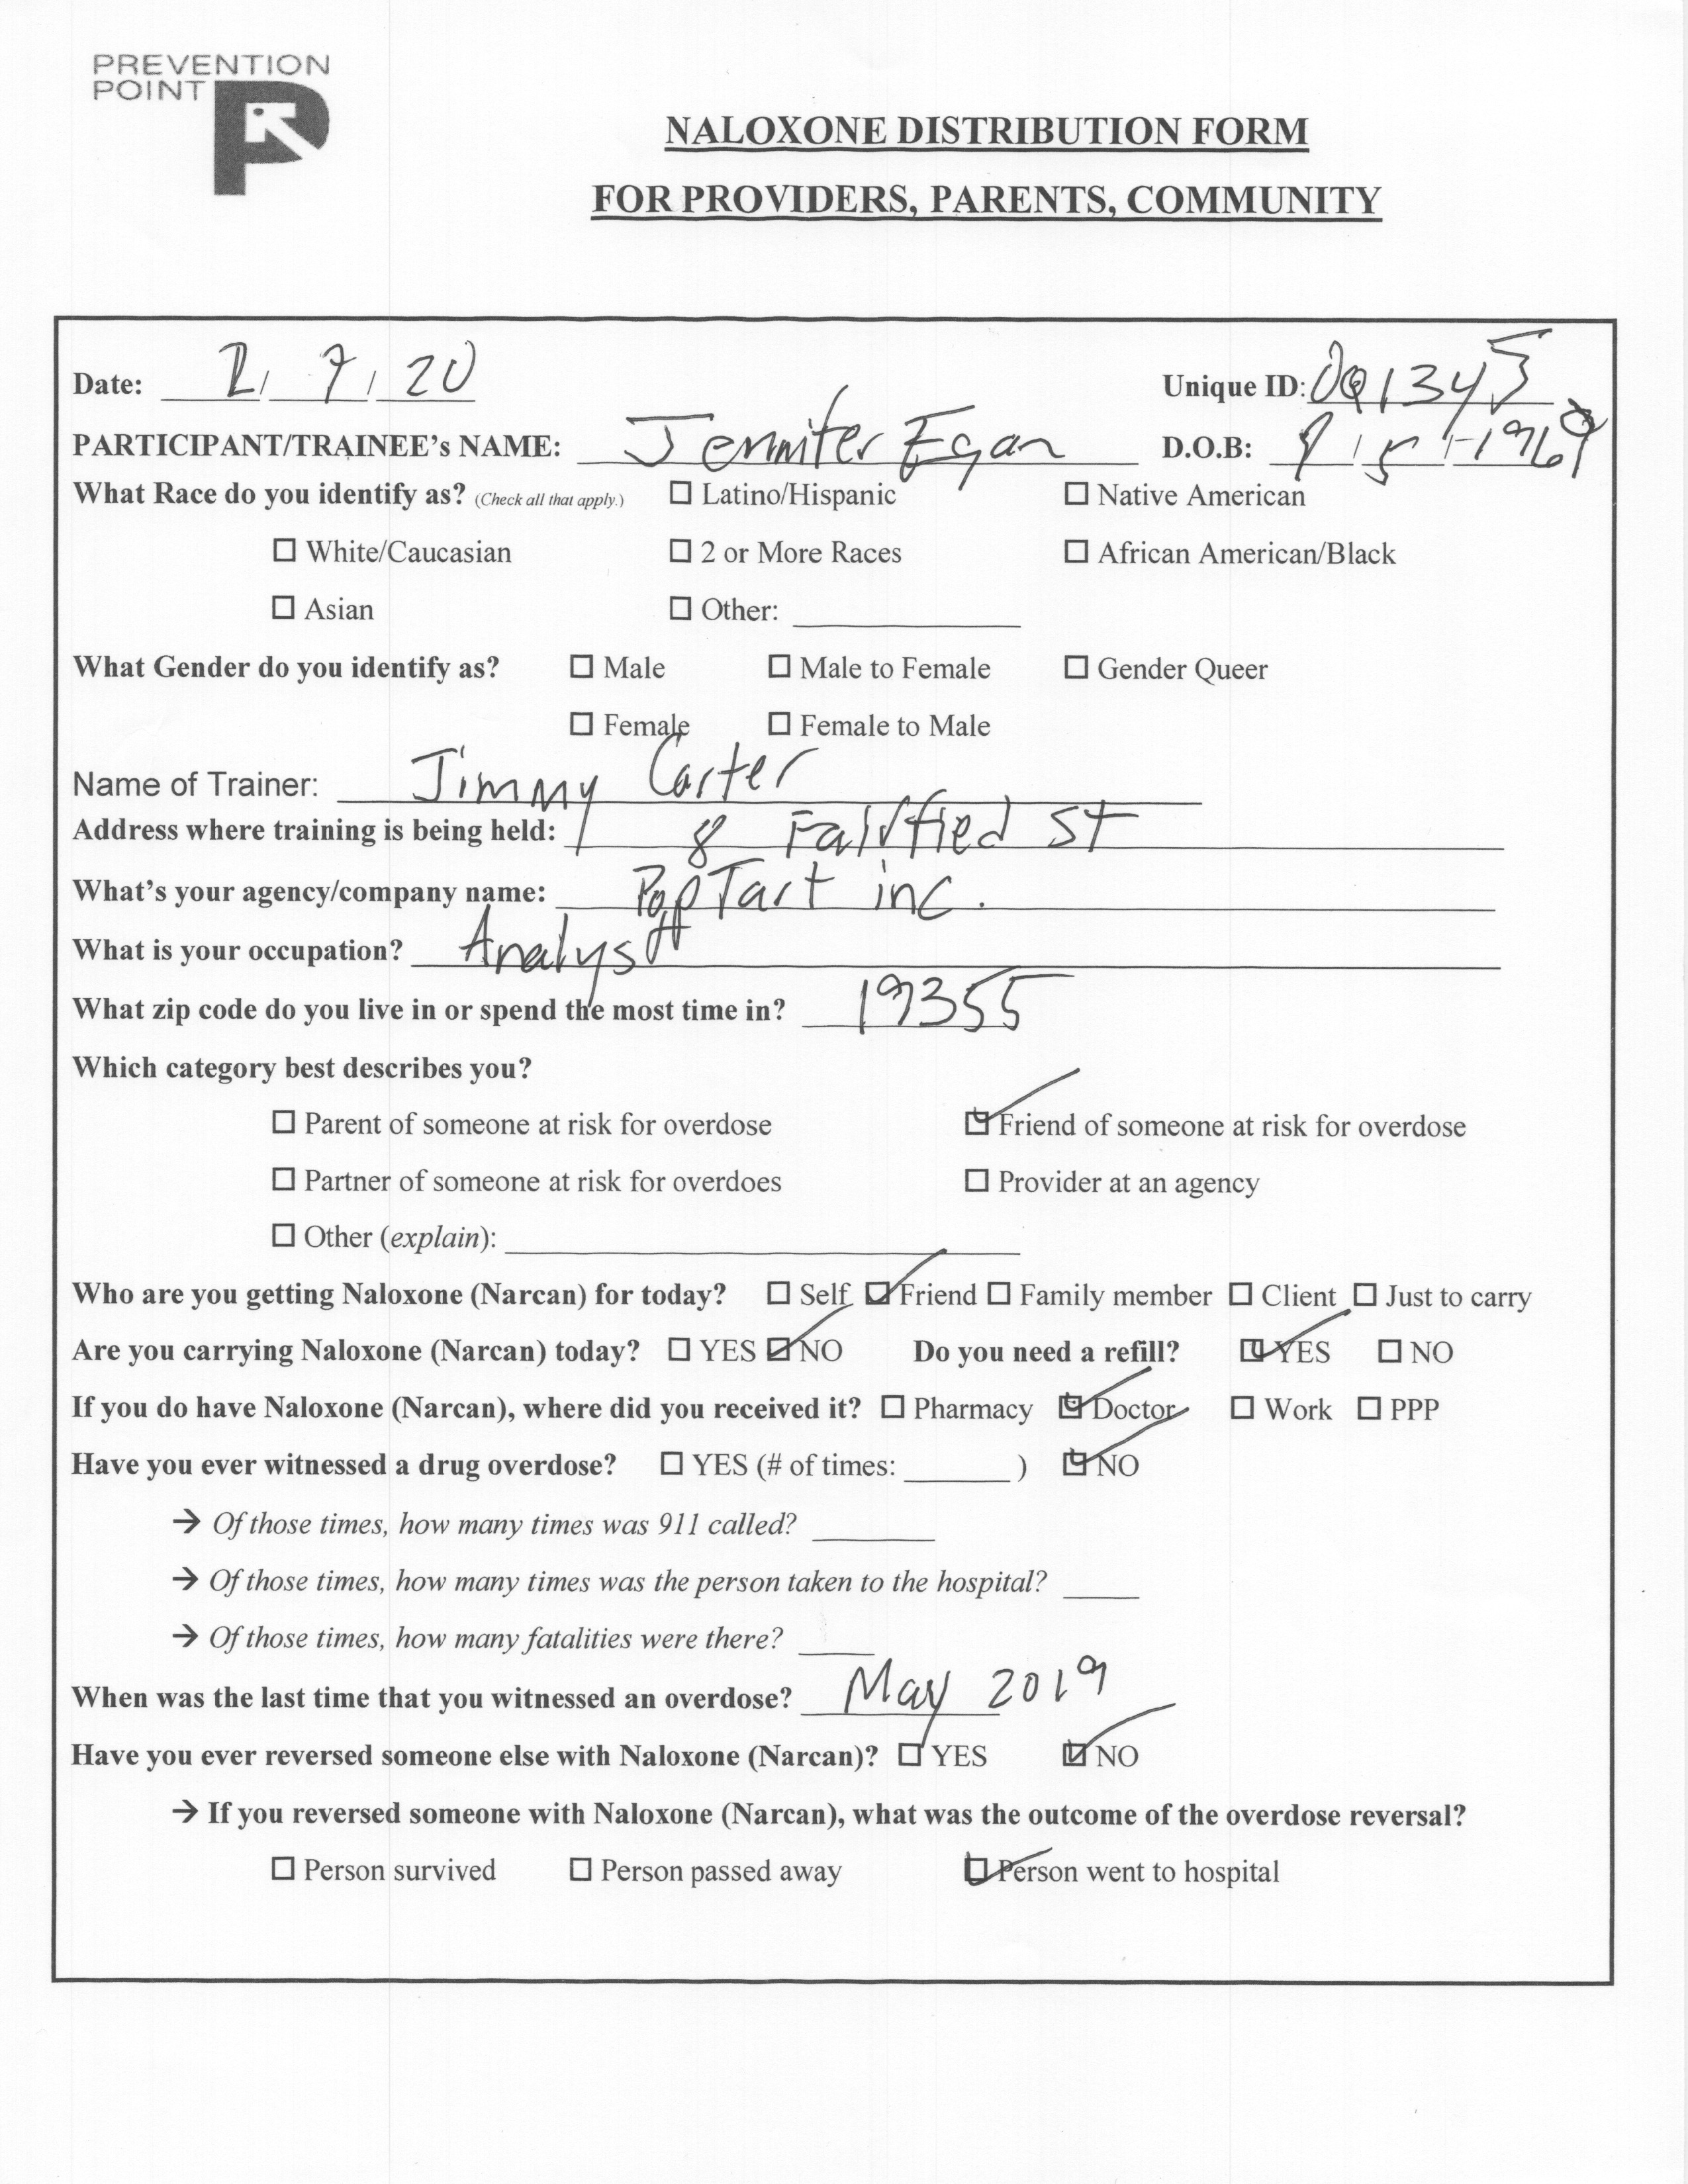 PREVENTION
POINT
NALOXONE DISTRIBUTION FORM
FOR PROVIDERS, PARENTS, COMMUNITY
Date: 2/ 7/ 20 Unique ID: 1345
PARTICIPANT/TRAINEE's NAME: Jennifer Egan D.O.B: / 5 /-1969
What Race do you identify as? (Check all that apply.) ☐ Latino/Hispanic ☐ Native American
☐ White/Caucasian ☐ 2 or More Races ☐ African American/Black
☐ Asian ☐ Other: ____
What Gender do you identify as? ☐ Male ☐ Male to Female ☐ Gender Queer
☐ Female ☐ Female to Male
Name of Trainer: Jimmy Carter
Address where training is being held: 8 Fairfied St
What's your agency/company name: PopTart inc.
What is your occupation? Analyst
What zip code do you live in or spend the most time in? 19355
Which category best describes you?
☐ Parent of someone at risk for overdose ☑ Friend of someone at risk for overdose
☐ Partner of someone at risk for overdoes ☐ Provider at an agency
☐ Other (explain): ____
Who are you getting Naloxone (Narcan) for today? ☐ Self ☑ Friend ☐ Family member ☐ Client ☐ Just to carry
Are you carrying Naloxone (Narcan) today? ☐ YES ☑ NO Do you need a refill? ☑ YES ☐ NO
If you do have Naloxone (Narcan), where did you received it? ☐ Pharmacy ☑ Doctor ☐ Work ☐ PPP
Have you ever witnessed a drug overdose? ☐ YES (# of times: ____ ) ☑ NO
→ Of those times, how many times was 911 called? ____
→ Of those times, how many times was the person taken to the hospital? ____
→ Of those times, how many fatalities were there? ____
When was the last time that you witnessed an overdose? May 2019
Have you ever reversed someone else with Naloxone (Narcan)? ☐ YES ☑ NO
→ If you reversed someone with Naloxone (Narcan), what was the outcome of the overdose reversal?
☐ Person survived ☐ Person passed away ☑ Person went to hospital